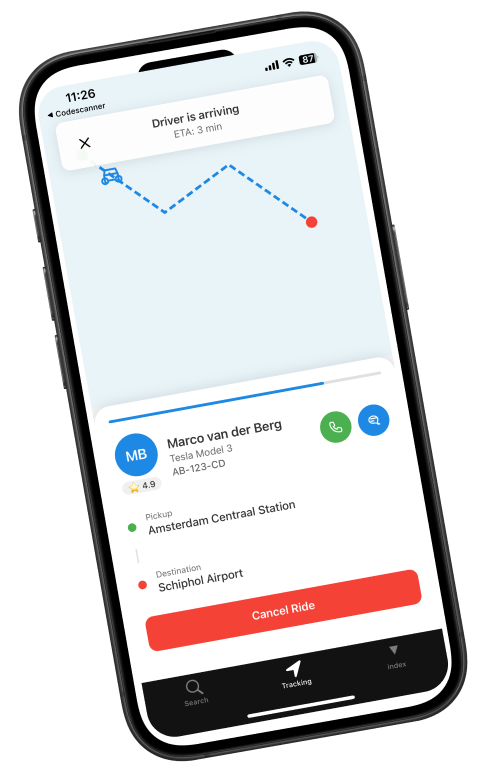 11:26
87
◀ Codescanner
Driver is arriving
ETA: 3 min
MB
4.9
Marco van der Berg
Tesla Model 3
AB-123-CD
Pickup
Amsterdam Centraal Station
Destination
Schiphol Airport
Cancel Ride
Search
Tracking
Index